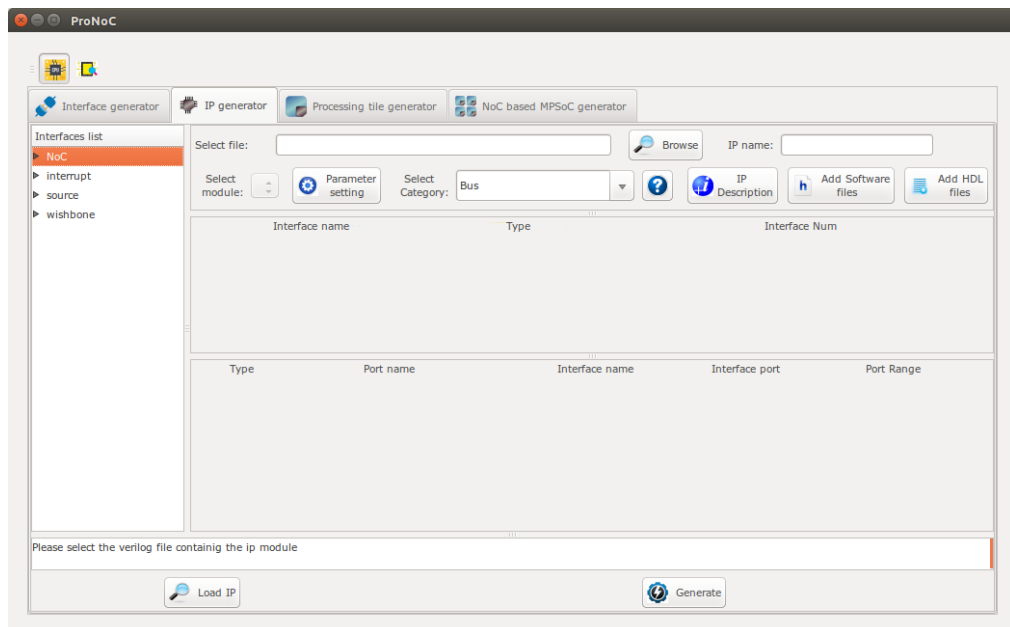 ProNoC
Interface generator
IP generator
Processing tile generator
NoC based MPSoC generator
Interfaces list
NoC
interrupt
source
wishbone
Select file:
Browse
IP name:
Select
module:
Parameter
setting
Select
Category:
Bus
IP
Description
h
Add Software
files
Add HDL
files
Interface name
Type
Interface Num
Type
Port name
Interface name
Interface port
Port Range
Please select the verilog file containig the ip module
Load IP
Generate